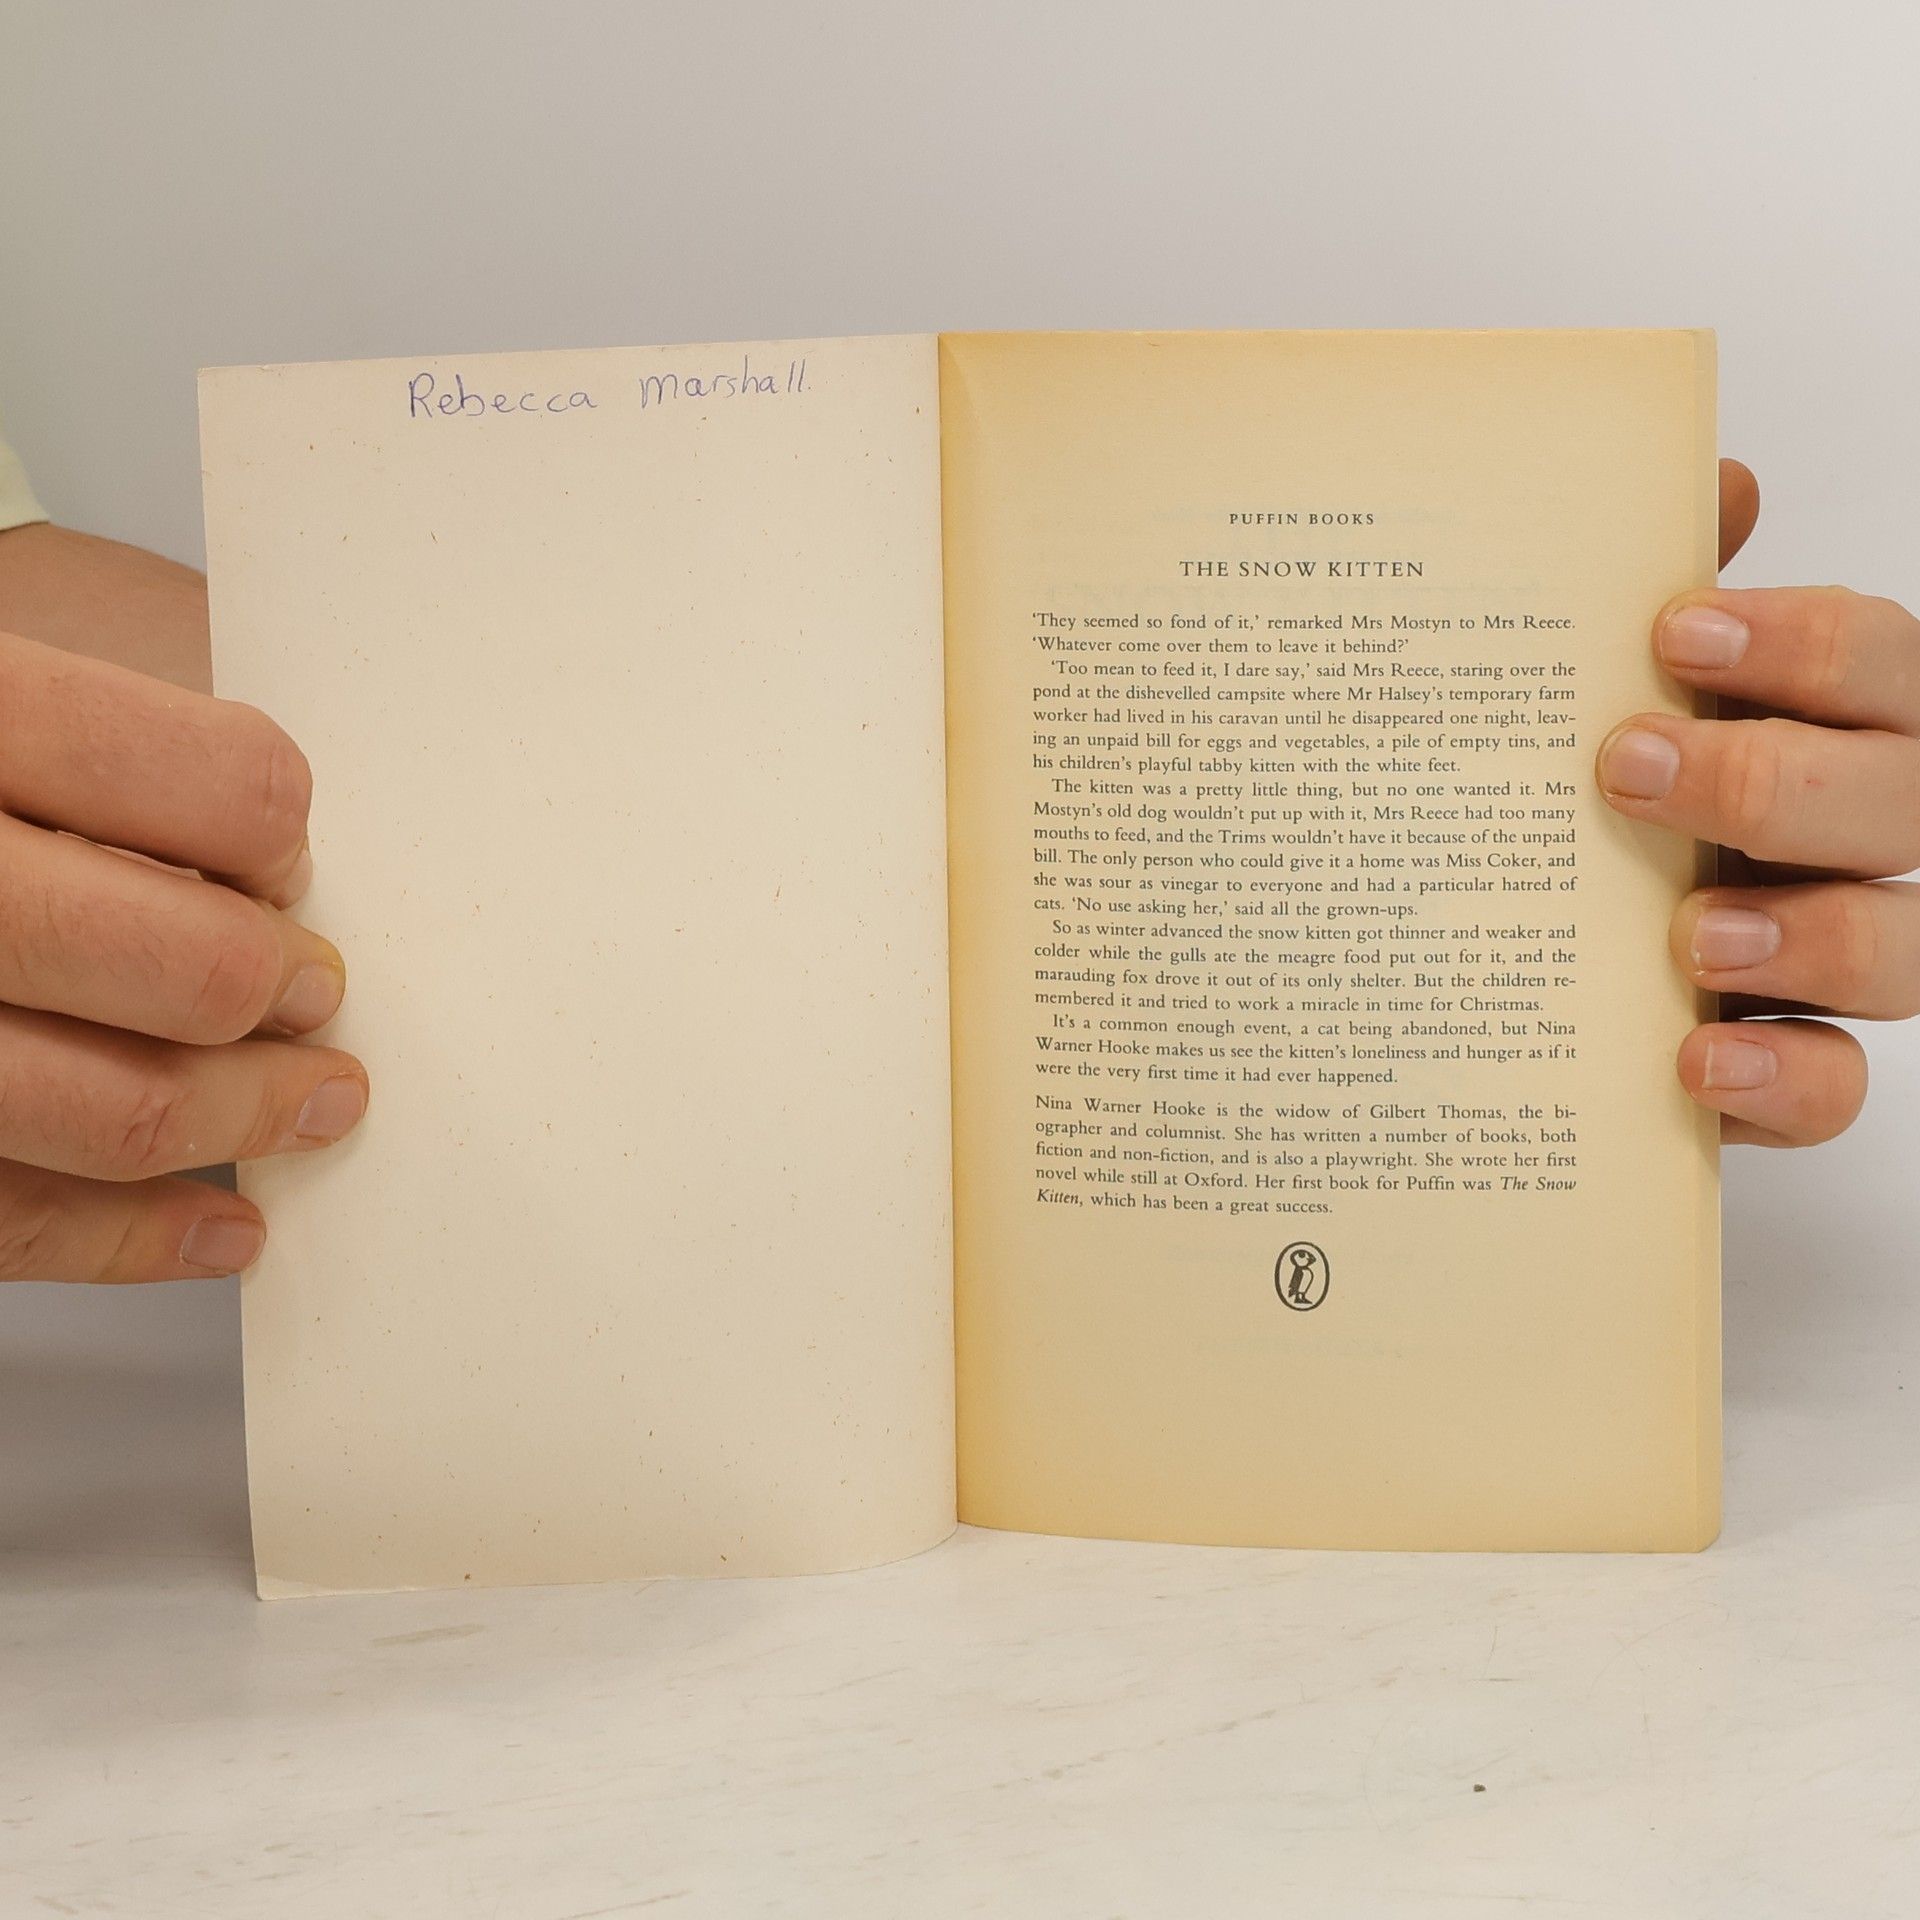 Rebecca Marshall.
PUFFIN BOOKS
THE SNOW KITTEN
‘They seemed so fond of it,’ remarked Mrs Mostyn to Mrs Reece.
‘Whatever come over them to leave it behind?’
‘Too mean to feed it, I dare say,’ said Mrs Reece, staring over the
pond at the dishevelled campsite where Mr Halsey’s temporary farm
worker had lived in his caravan until he disappeared one night, leav-
ing an unpaid bill for eggs and vegetables, a pile of empty tins, and
his children’s playful tabby kitten with the white feet.
The kitten was a pretty little thing, but no one wanted it. Mrs
Mostyn’s old dog wouldn’t put up with it, Mrs Reece had too many
mouths to feed, and the Trims wouldn’t have it because of the unpaid
bill. The only person who could give it a home was Miss Coker, and
she was sour as vinegar to everyone and had a particular hatred of
cats. ‘No use asking her,’ said all the grown-ups.
So as winter advanced the snow kitten got thinner and weaker and
colder while the gulls ate the meagre food put out for it, and the
marauding fox drove it out of its only shelter. But the children re-
membered it and tried to work a miracle in time for Christmas.
It’s a common enough event, a cat being abandoned, but Nina
Warner Hooke makes us see the kitten’s loneliness and hunger as if it
were the very first time it had ever happened.
Nina Warner Hooke is the widow of Gilbert Thomas, the bi-
ographer and columnist. She has written a number of books, both
fiction and non-fiction, and is also a playwright. She wrote her first
novel while still at Oxford. Her first book for Puffin was The Snow
Kitten, which has been a great success.